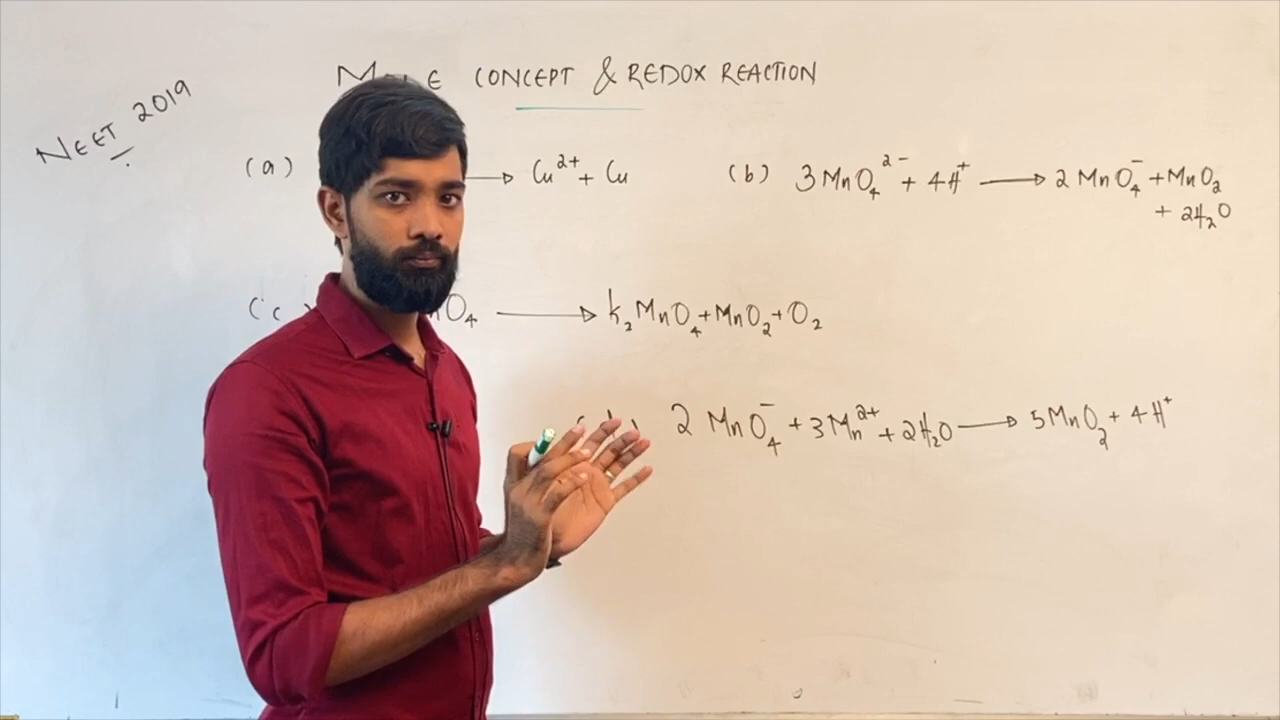 CONCEPT & REDOX REACTION
NEET 2019
(a) → Cu²⁺ + Cu
(b) 3MnO₄²⁻ + 4H⁺ → 2MnO₄⁻ + MnO₂
+ 2H₂O
(c) O₄ → K₂MnO₄ + MnO₂ + O₂
2MnO₄⁻ + 3Mn²⁺ + 2H₂O → 5MnO₂ + 4H⁺